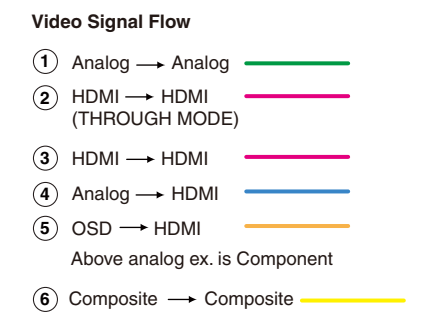 Video Signal Flow
① Analog → Analog
② HDMI → HDMI
(THROUGH MODE)
③ HDMI → HDMI
④ Analog → HDMI
⑤ OSD → HDMI
Above analog ex. is Component
⑥ Composite → Composite